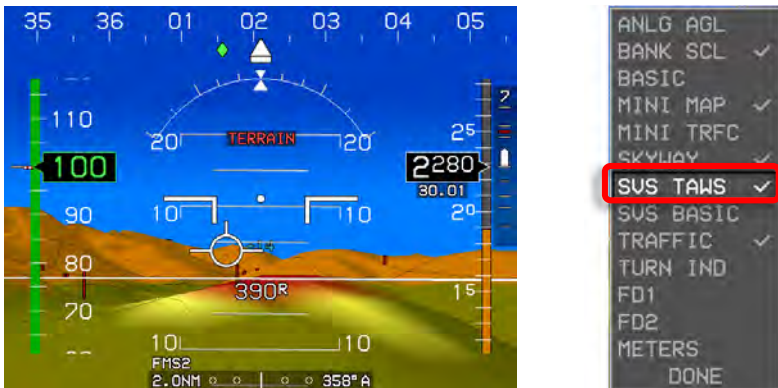 35 36 01 02 03 04 05
2
110
TERRAIN
20 20
25
100
2280
30.01
90
10 10
20
80
390R
15
70
10 10
FMS2
2.0NM 358° A
ANLG AGL
BANK SCL ✓
BASIC
MINI MAP ✓
MINI TRFC
SKYWAY ✓
SVS TAWS ✓
SVS BASIC
TRAFFIC ✓
TURN IND
FD1
FD2
METERS
DONE